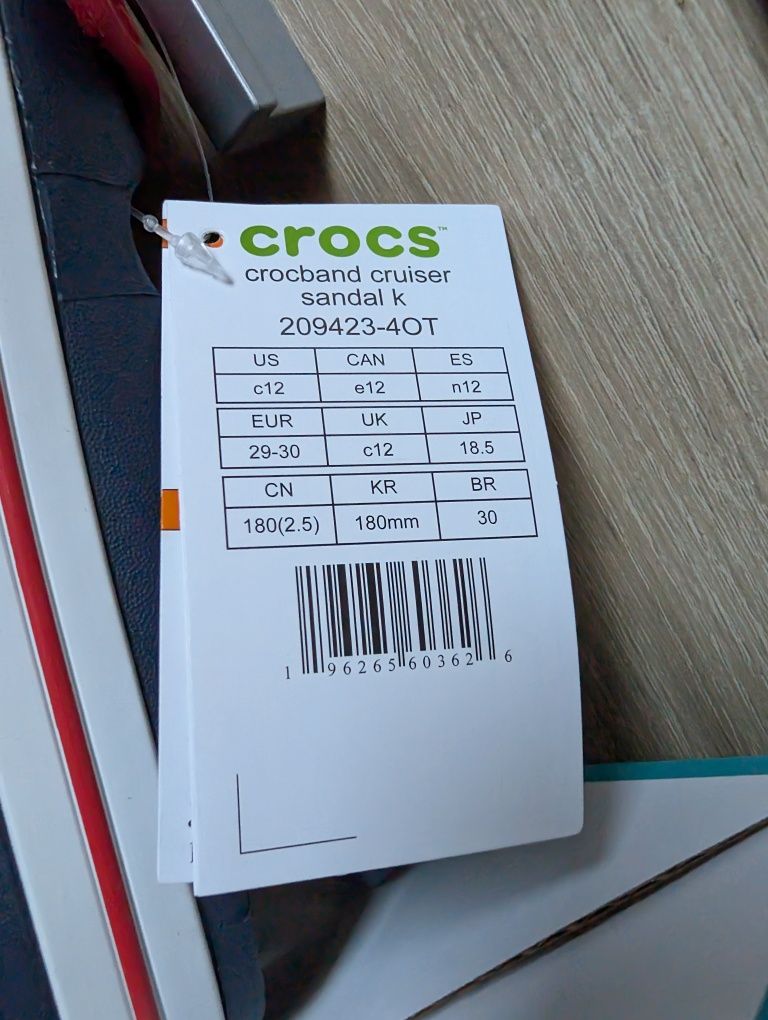 crocs™
crocband cruiser
sandal k
209423-4OT
US CAN ES
c12 e12 n12
EUR UK JP
29-30 c12 18.5
CN KR BR
180(2.5) 180mm 30
1 96265 60362 6